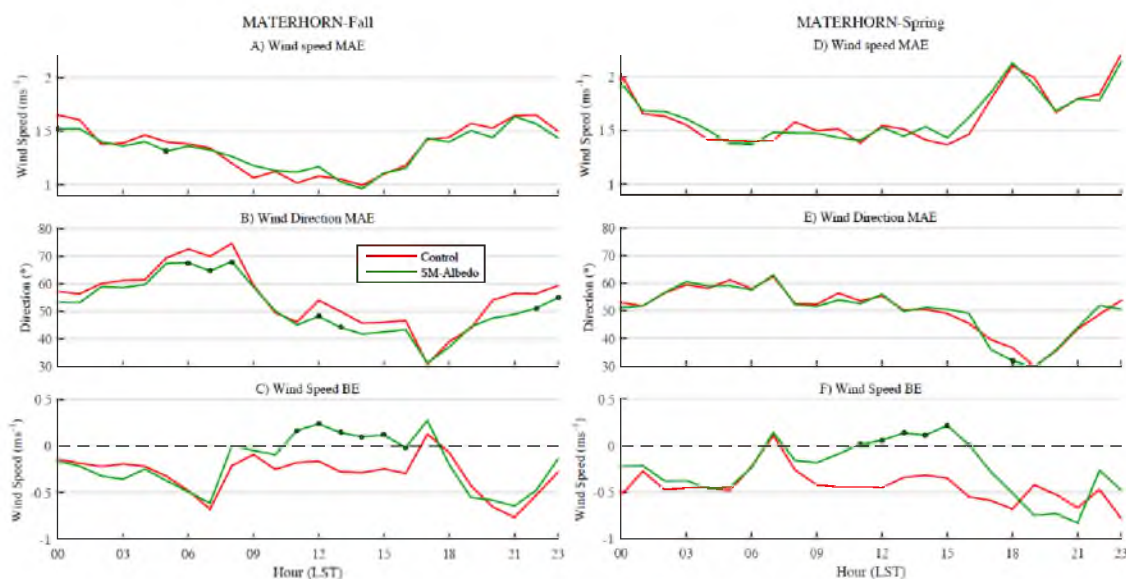 MATERHORN-Fall
A) Wind speed MAE
Wind Speed (ms⁻¹)
2
1.5
1
B) Wind Direction MAE
Direction (°)
80
70
60
50
40
30
Control
SM-Albedo
C) Wind Speed BE
Wind Speed (ms⁻¹)
0.5
0
-0.5
-1
00 03 06 09 12 15 18 21 23
Hour (LST)
MATERHORN-Spring
D) Wind speed MAE
Wind Speed (ms⁻¹)
2
1.5
1
E) Wind Direction MAE
Direction (°)
80
70
60
50
40
30
F) Wind Speed BE
Wind Speed (ms⁻¹)
0.5
0
-0.5
-1
00 03 06 09 12 15 18 21 23
Hour (LST)